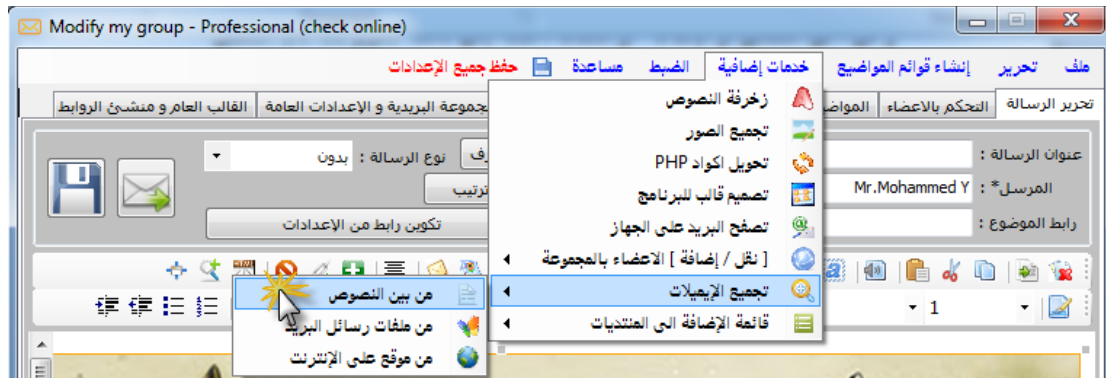 Modify my group - Professional (check online)
ملف تحرير إنشاء قوائم المواضيع خدمات إضافية الضبط مساعدة حفظ جميع الإعدادات
تحرير الرسالة التحكم بالاعضاء القالب العام و منشئ الروابط
زخرفة النصوص
تجميع الصور
تحويل اكواد PHP
تصميم قالب للبرنامج
تصفح البريد على الجهاز
[ نقل / إضافة ] الاعضاء بالمجموعة
تجميع الإيميلات
قائمة الإضافة الى المنتديات
عنوان الرسالة :
المرسل* : Mr.Mohammed Y
رابط الموضوع :
نوع الرسالة : بدون
تكوين رابط من الإعدادات
1
من بين النصوص
من ملفات رسائل البريد
من موقع على الإنترنت